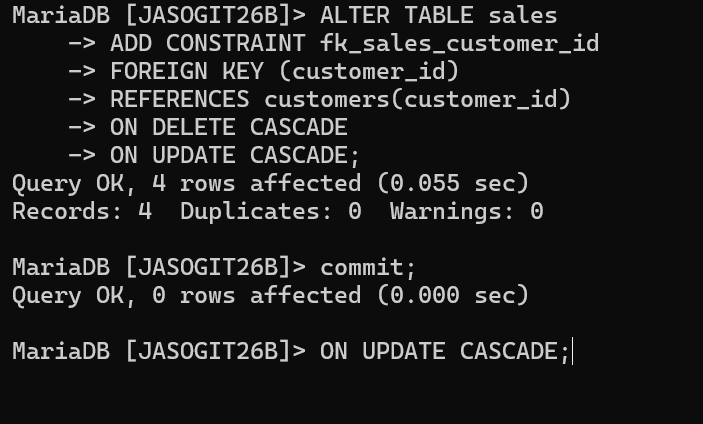 MariaDB [JASOGIT26B]> ALTER TABLE sales
    -> ADD CONSTRAINT fk_sales_customer_id
    -> FOREIGN KEY (customer_id)
    -> REFERENCES customers(customer_id)
    -> ON DELETE CASCADE
    -> ON UPDATE CASCADE;
Query OK, 4 rows affected (0.055 sec)
Records: 4  Duplicates: 0  Warnings: 0

MariaDB [JASOGIT26B]> commit;
Query OK, 0 rows affected (0.000 sec)

MariaDB [JASOGIT26B]> ON UPDATE CASCADE;